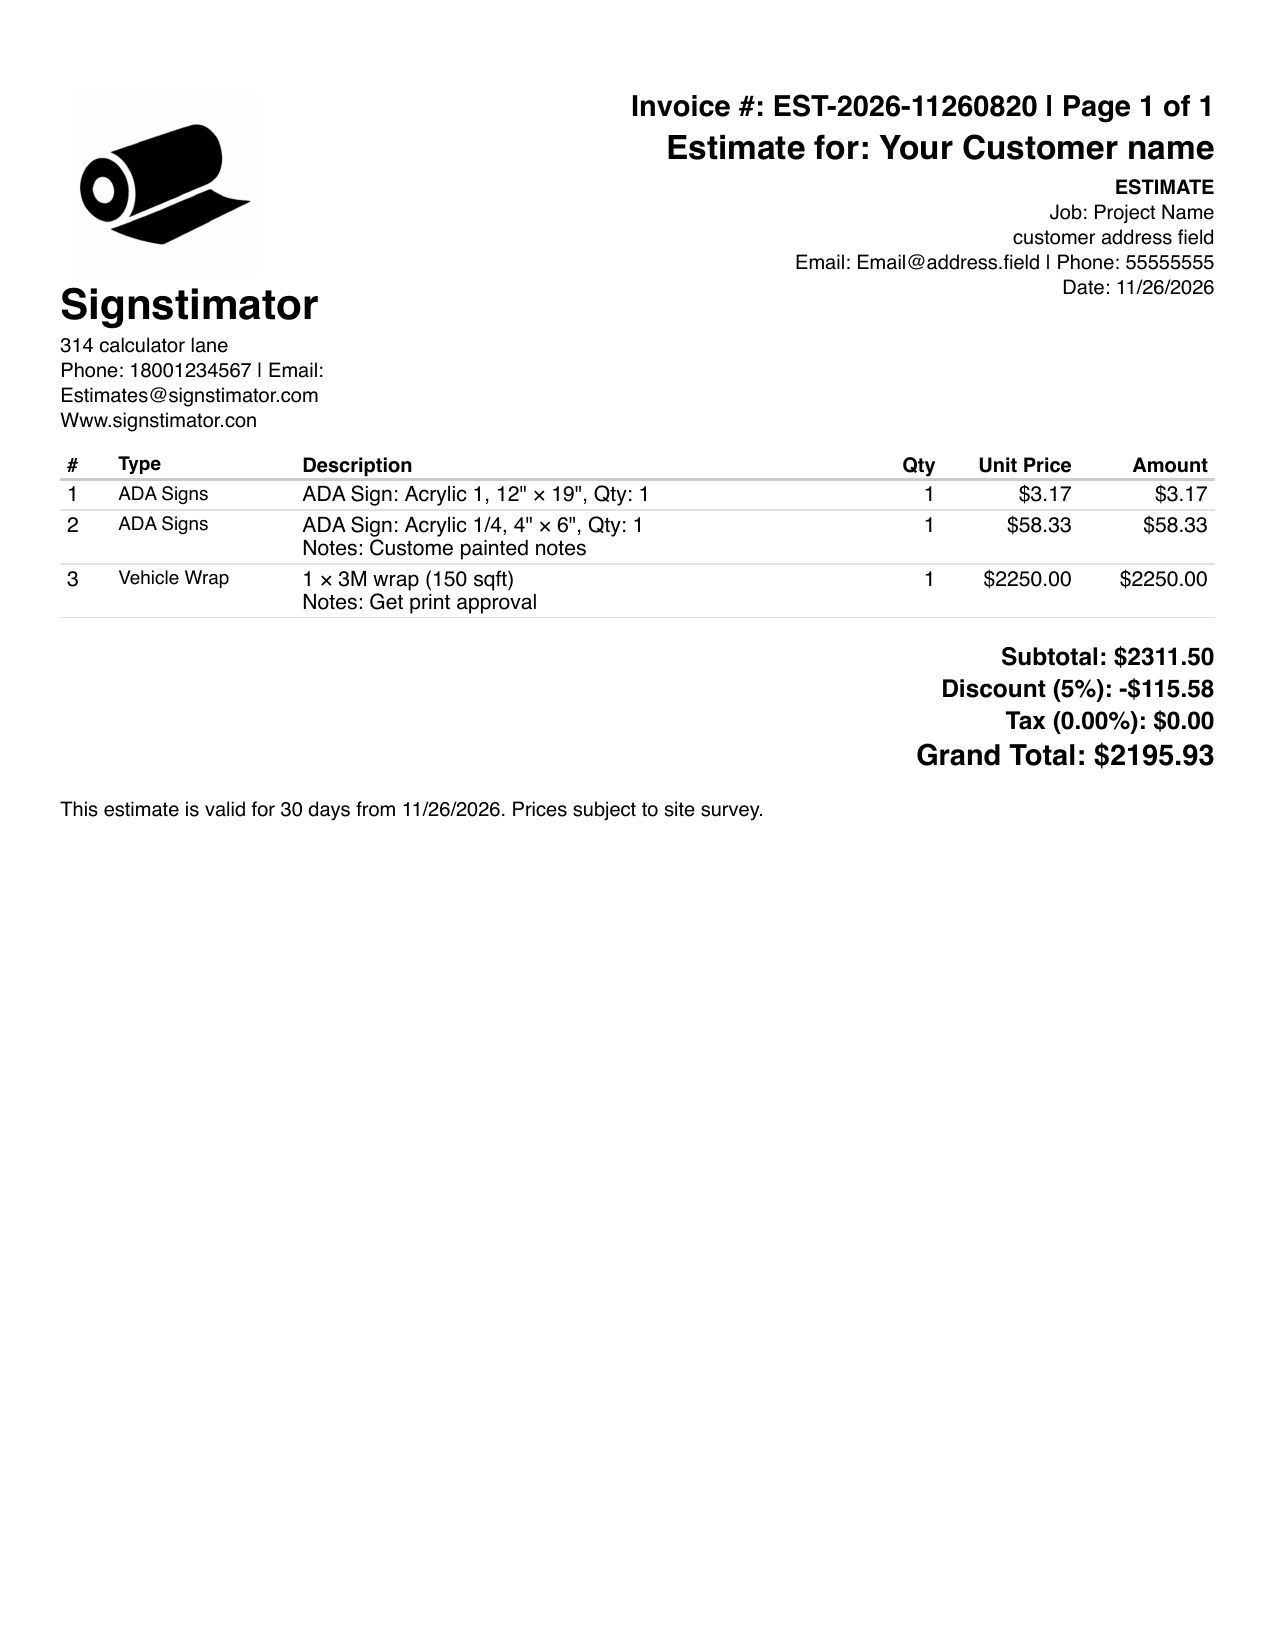 Invoice #: EST-2026-11260820 | Page 1 of 1
Estimate for: Your Customer name
ESTIMATE
Job: Project Name
customer address field
Email: Email@address.field | Phone: 55555555
Date: 11/26/2026
Signstimator
314 calculator lane
Phone: 18001234567 | Email:
Estimates@signstimator.com
Www.signstimator.con
# Type Description Qty Unit Price Amount
1 ADA Signs ADA Sign: Acrylic 1, 12" × 19", Qty: 1 1 $3.17 $3.17
2 ADA Signs ADA Sign: Acrylic 1/4, 4" × 6", Qty: 1 1 $58.33 $58.33
Notes: Custome painted notes
3 Vehicle Wrap 1 × 3M wrap (150 sqft) 1 $2250.00 $2250.00
Notes: Get print approval
Subtotal: $2311.50
Discount (5%): -$115.58
Tax (0.00%): $0.00
Grand Total: $2195.93
This estimate is valid for 30 days from 11/26/2026. Prices subject to site survey.